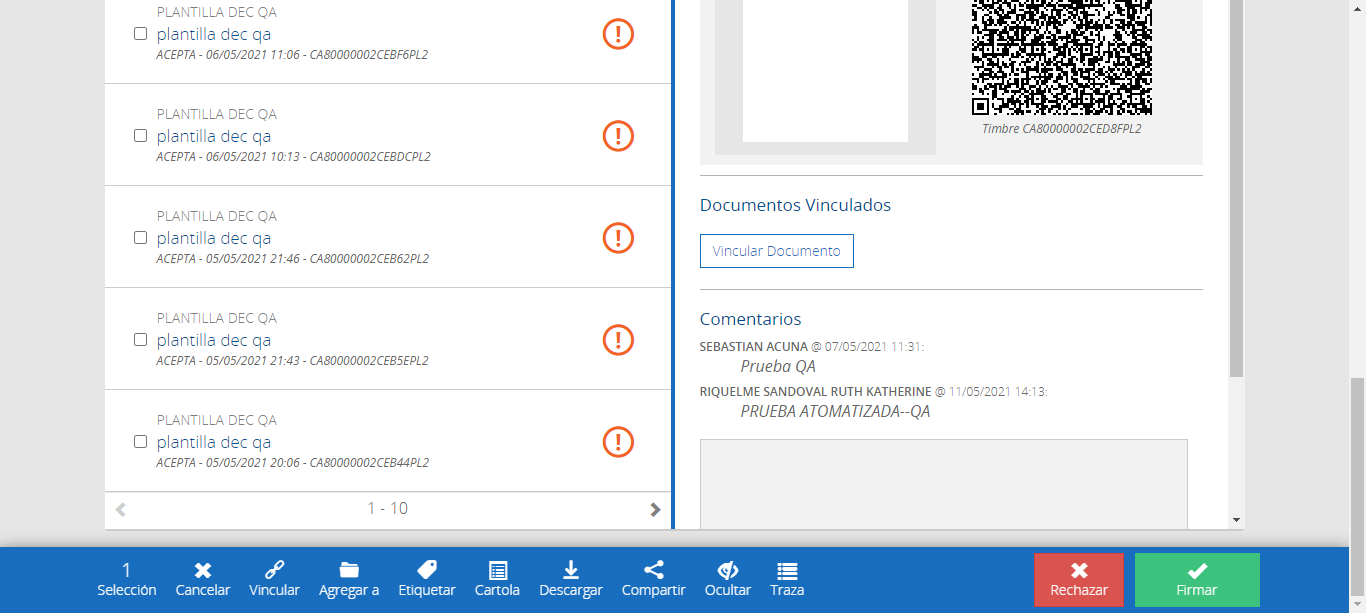 PLANTILLA DEC QA
plantilla dec qa
ACEPTA - 06/05/2021 11:06 - CA80000002CEBF6PL2
PLANTILLA DEC QA
plantilla dec qa
ACEPTA - 06/05/2021 10:13 - CA80000002CEBDCPL2
PLANTILLA DEC QA
plantilla dec qa
ACEPTA - 05/05/2021 21:46 - CA80000002CEB62PL2
PLANTILLA DEC QA
plantilla dec qa
ACEPTA - 05/05/2021 21:43 - CA80000002CEB5EPL2
PLANTILLA DEC QA
plantilla dec qa
ACEPTA - 05/05/2021 20:06 - CA80000002CEB44PL2
1 - 10
Timbre CA80000002CED8FPL2
Documentos Vinculados
Vincular Documento
Comentarios
SEBASTIAN ACUNA @ 07/05/2021 11:31:
Prueba QA
RIQUELME SANDOVAL RUTH KATHERINE @ 11/05/2021 14:13:
PRUEBA ATOMATIZADA--QA
1
Selección
Cancelar
Vincular
Agregar a
Etiquetar
Cartola
Descargar
Compartir
Ocultar
Traza
Rechazar
Firmar